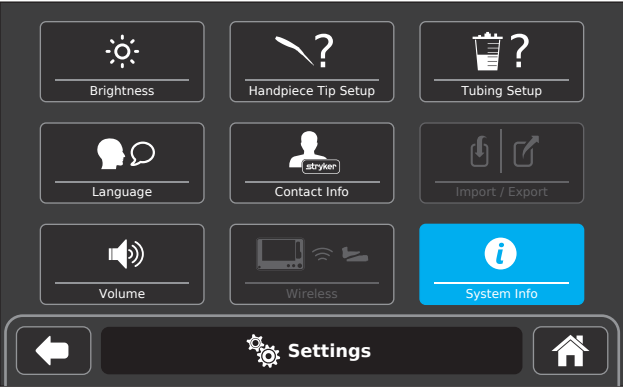 ?
?
Brightness
Handpiece Tip Setup
Tubing Setup
stryker
Language
Contact Info
Import / Export
i
Volume
Wireless
System Info
Settings